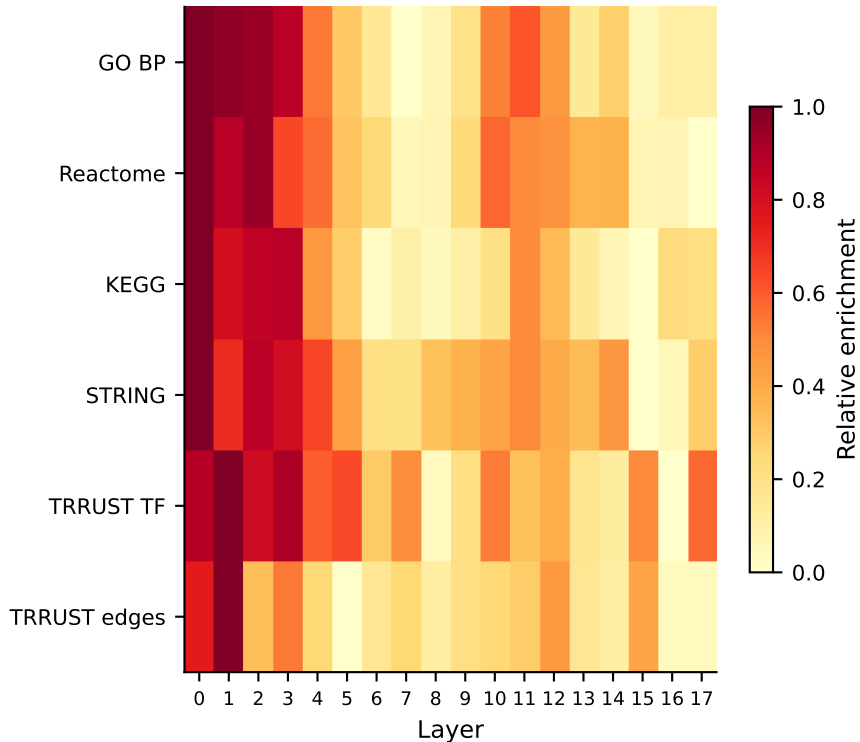 GO BP
Reactome
KEGG
STRING
TRRUST TF
TRRUST edges
0 1 2 3 4 5 6 7 8 9 10 11 12 13 14 15 16 17
Layer
1.0
0.8
0.6
0.4
0.2
0.0
Relative enrichment